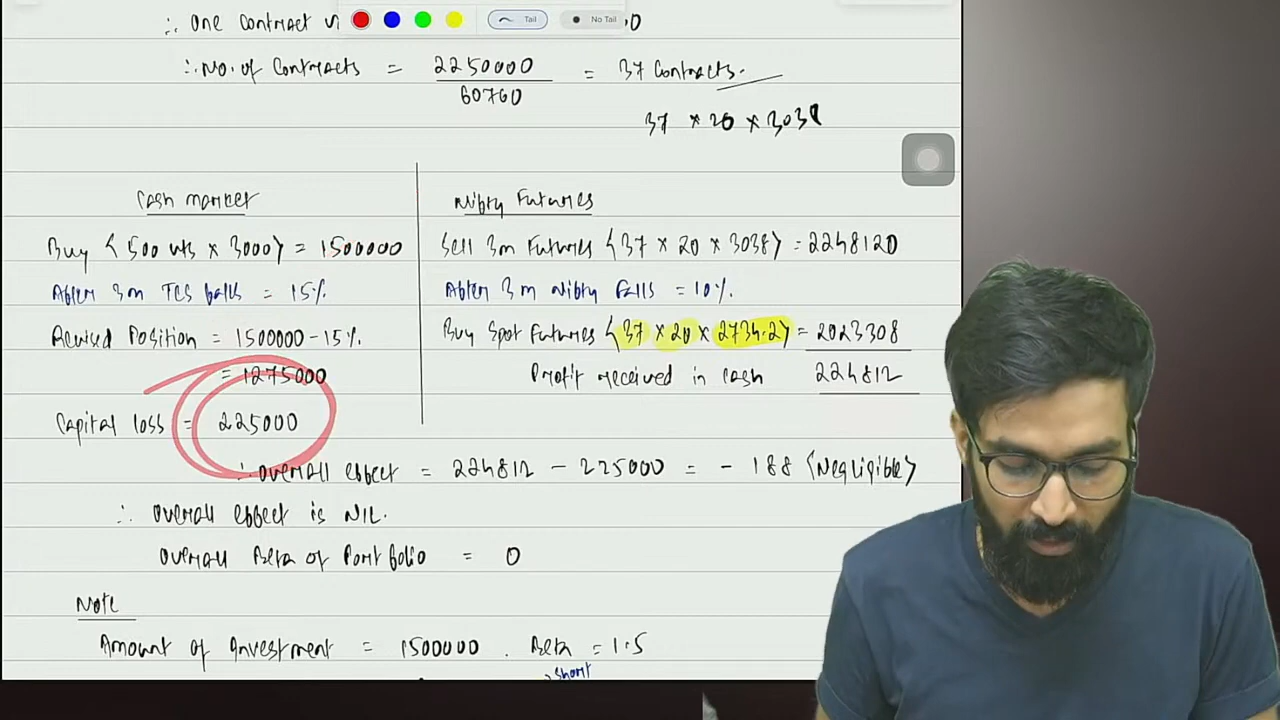 ∴ One Contract
Tail
No Tail
∴ No. of Contracts = 2250000 / 60760 = 37 Contracts.
37 × 20 × 3038
Cash market
Buy {500 uts × 3000} = 1500000
After 3m TCS falls = 15%
Revised Position = 1500000 - 15%.
= 1275000
Capital loss = 225000
Nifty Futures
Sell 3m Futures {37 × 20 × 3038} = 2248120
After 3m Nifty Falls = 10%.
Buy Spot Futures {37 × 20 × 2734.2} = 2023308
Profit received in cash 224812
∴ overall effect = 224812 - 225000 = - 188 {Negligible}
∴ overall effect is NIL.
Overall Beta of Portfolio = 0
Note
Amount of Investment = 1500000 . Beta = 1.5
short